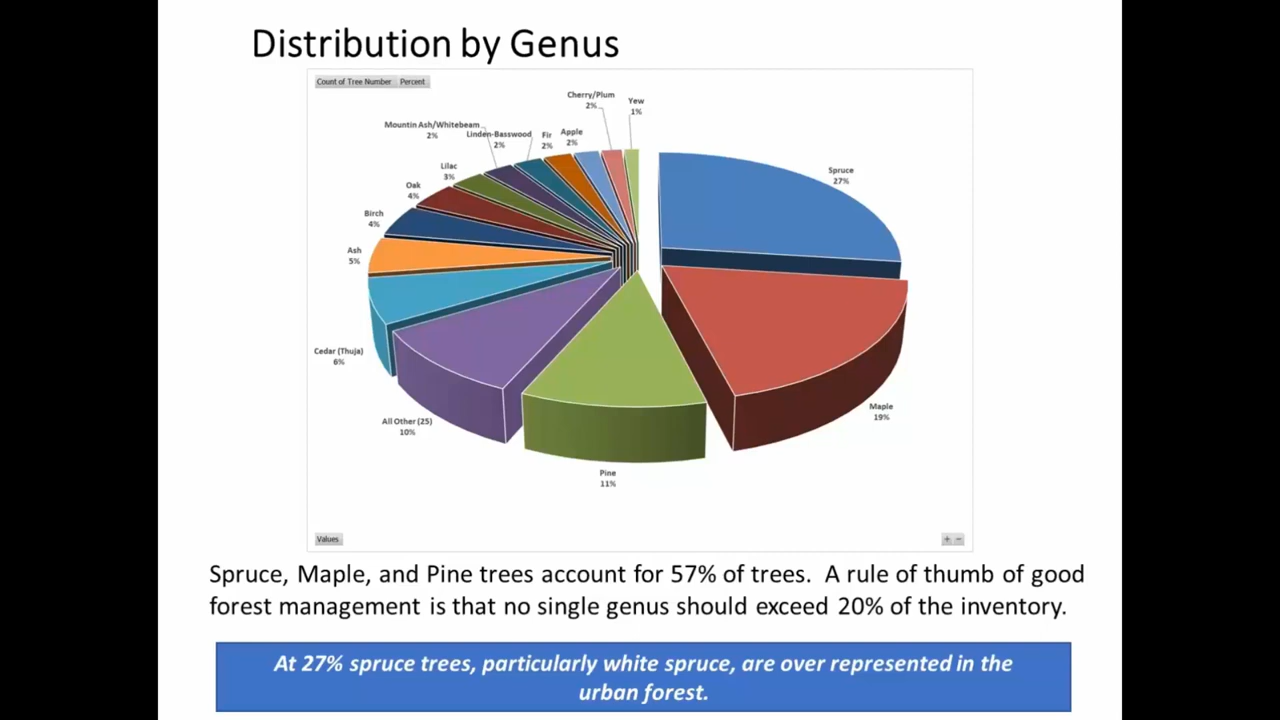 Distribution by Genus
Count of Tree Number Percent
Cherry/Plum
2%
Yew
1%
Mountin Ash/Whitebeam
2%
Linden-Basswood
2%
Fir
2%
Apple
2%
Lilac
3%
Spruce
27%
Oak
4%
Birch
4%
Ash
5%
Cedar (Thuja)
6%
All Other (25)
10%
Maple
19%
Pine
11%
Values
+ −
Spruce, Maple, and Pine trees account for 57% of trees. A rule of thumb of good
forest management is that no single genus should exceed 20% of the inventory.
At 27% spruce trees, particularly white spruce, are over represented in the
urban forest.